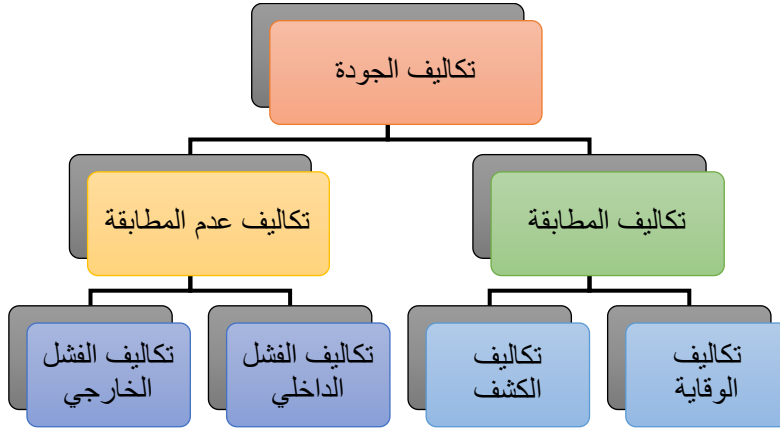 تكاليف الجودة
تكاليف المطابقة
تكاليف عدم المطابقة
تكاليف
الوقاية
تكاليف
الكشف
تكاليف الفشل
الداخلي
تكاليف الفشل
الخارجي